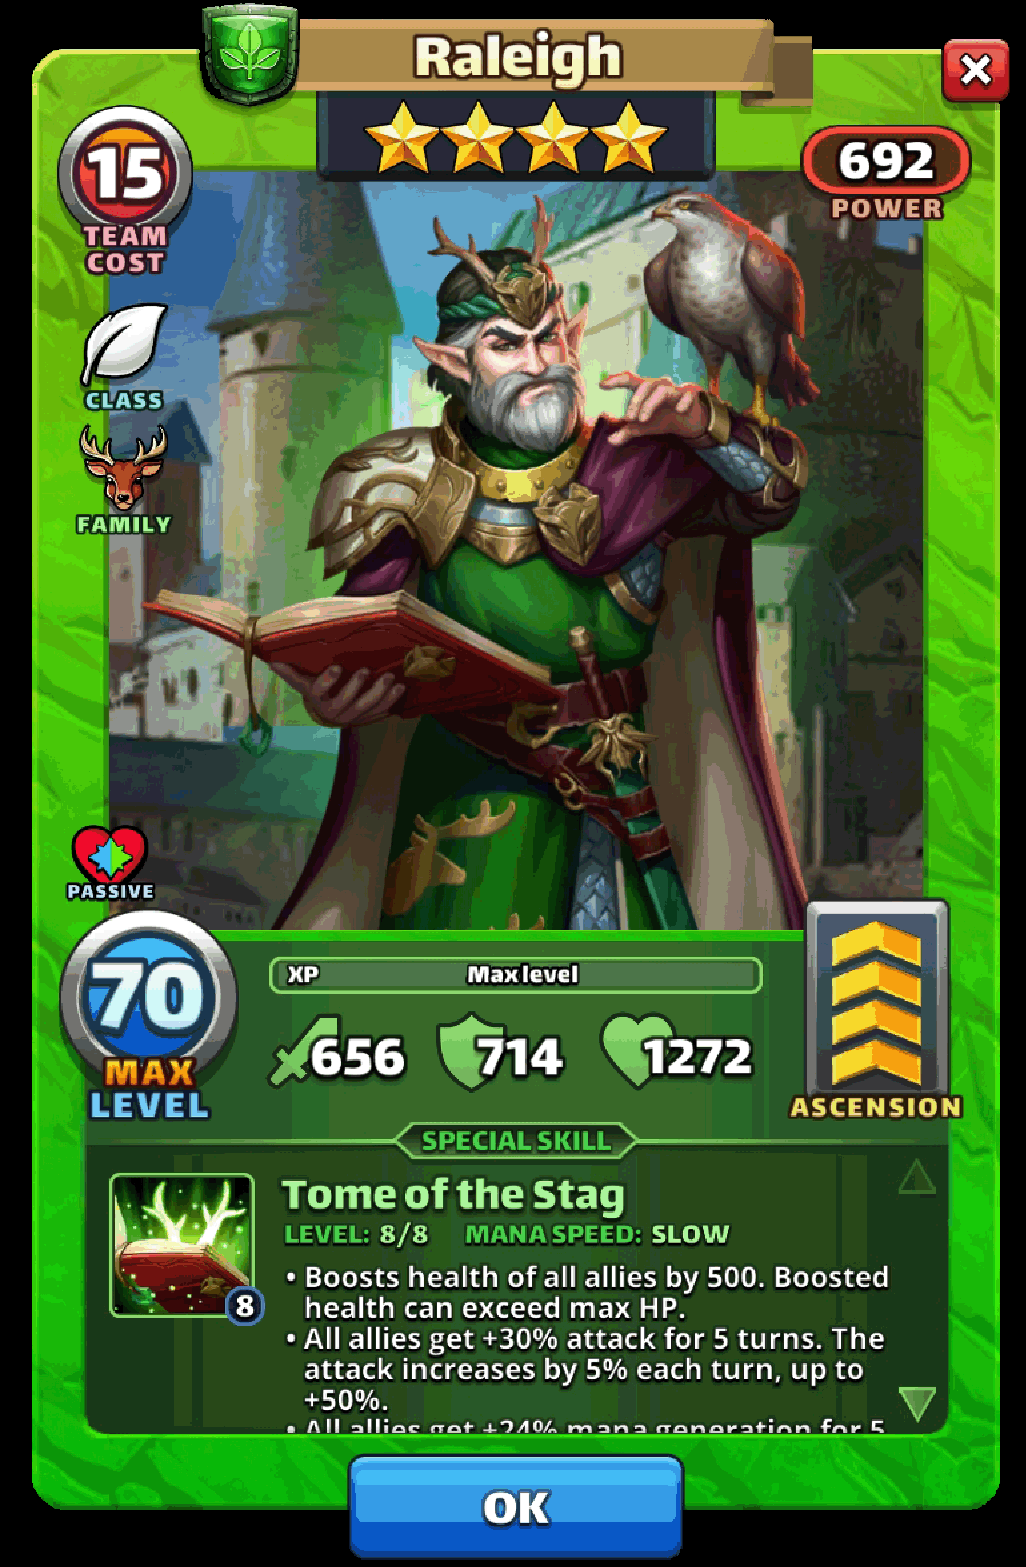 Raleigh
15
TEAM
COST
692
POWER
CLASS
FAMILY
PASSIVE
70
MAX
LEVEL
XP Max level
656 714 1272
ASCENSION
SPECIAL SKILL
Tome of the Stag
LEVEL: 8/8 MANA SPEED: SLOW
8
• Boosts health of all allies by 500. Boosted
health can exceed max HP.
• All allies get +30% attack for 5 turns. The
attack increases by 5% each turn, up to
+50%.
• All allies get +24% mana generation for 5
OK